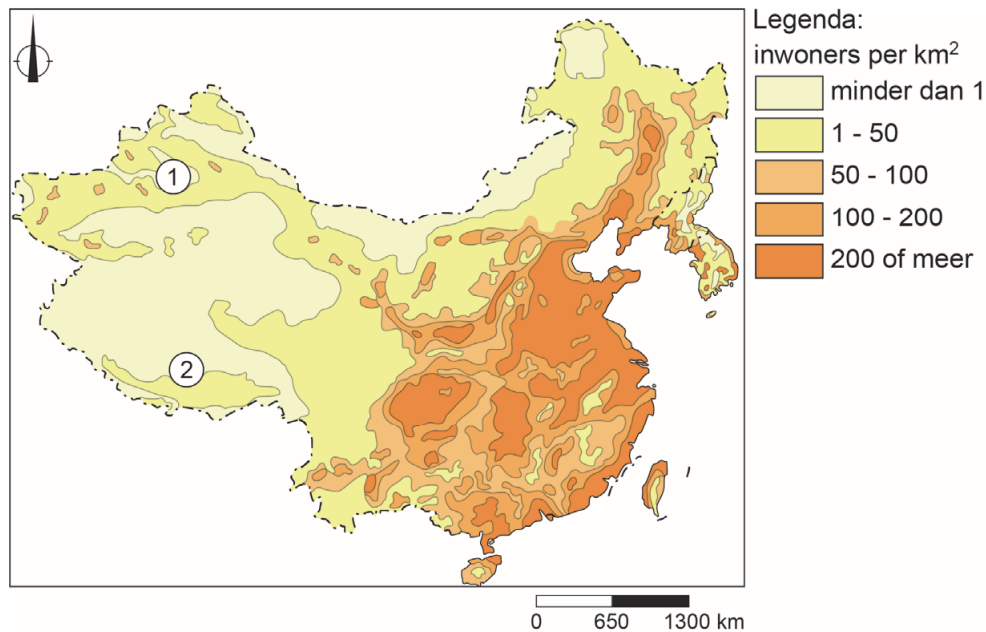 Legenda:
inwoners per km²
minder dan 1
1 - 50
50 - 100
100 - 200
200 of meer
1
2
0 650 1300 km